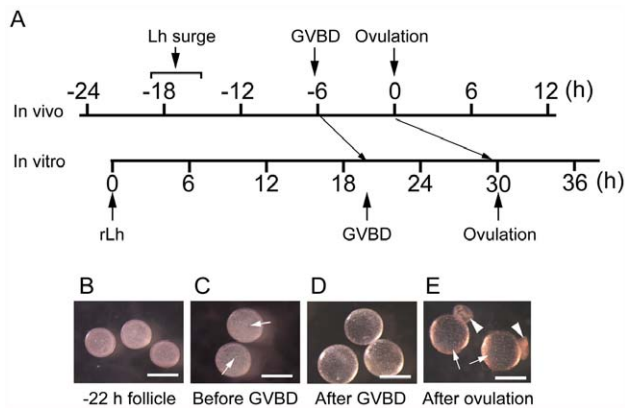 A
Lh surge
GVBD
Ovulation
-24 -18 -12 -6 0 6 12 (h)
In vivo
In vitro
0 6 12 18 24 30 36 (h)
rLh
GVBD
Ovulation
B C D E
-22 h follicle Before GVBD After GVBD After ovulation